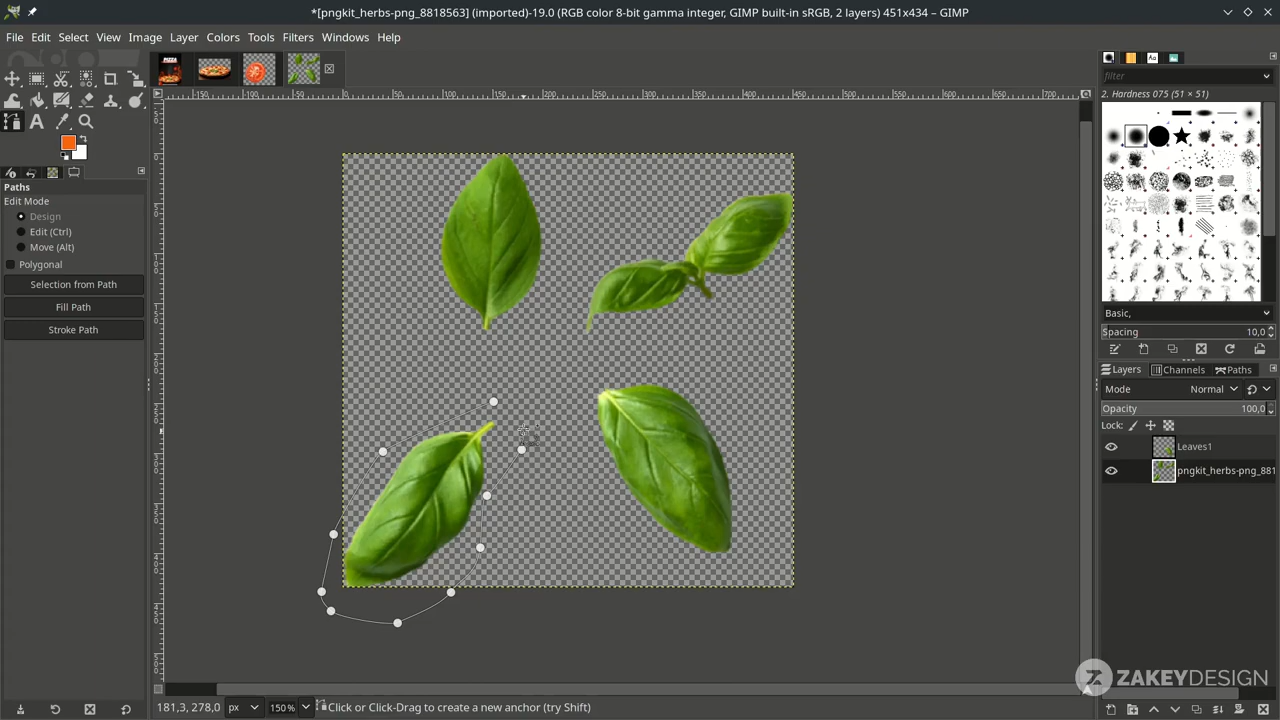 *[pngkit_herbs-png_8818563] (imported)-19.0 (RGB color 8-bit gamma integer, GIMP built-in sRGB, 2 layers) 451x434 – GIMP
File Edit Select View Image Layer Colors Tools Filters Windows Help
PIZZA
filter
2. Hardness 075 (51 × 51)
Paths
Edit Mode
Design
Edit (Ctrl)
Move (Alt)
Polygonal
Selection from Path
Fill Path
Stroke Path
Basic,
Spacing 10,0
Layers Channels Paths
Mode Normal
Opacity 100,0
Lock:
Leaves1
pngkit_herbs-png_881
ZAKEYDESIGN
181,3, 278,0 px 150% Click or Click-Drag to create a new anchor (try Shift)